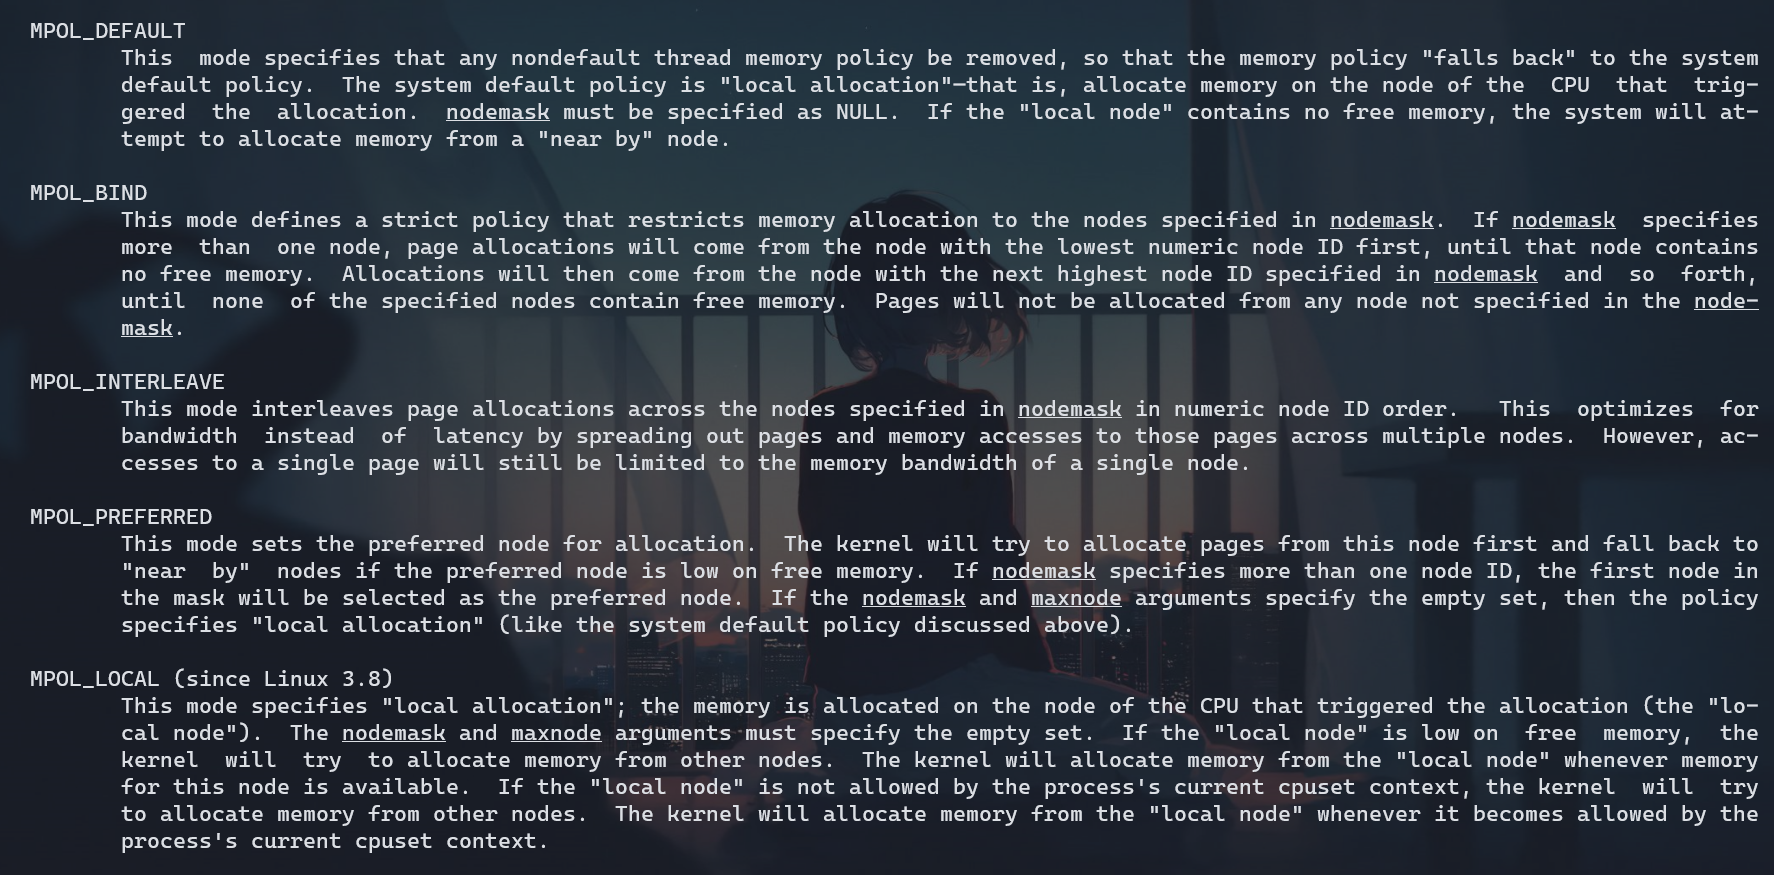 MPOL_DEFAULT
This  mode specifies that any nondefault thread memory policy be removed, so that the memory policy "falls back" to the system
default policy.  The system default policy is "local allocation"—that is, allocate memory on the node of the  CPU  that  trig‐
gered  the  allocation.  nodemask must be specified as NULL.  If the "local node" contains no free memory, the system will at‐
tempt to allocate memory from a "near by" node.
MPOL_BIND
This mode defines a strict policy that restricts memory allocation to the nodes specified in nodemask.  If nodemask  specifies
more  than  one node, page allocations will come from the node with the lowest numeric node ID first, until that node contains
no free memory.  Allocations will then come from the node with the next highest node ID specified in nodemask  and  so  forth,
until  none  of the specified nodes contain free memory.  Pages will not be allocated from any node not specified in the node‐
mask.
MPOL_INTERLEAVE
This mode interleaves page allocations across the nodes specified in nodemask in numeric node ID order.   This  optimizes  for
bandwidth  instead  of  latency by spreading out pages and memory accesses to those pages across multiple nodes.  However, ac‐
cesses to a single page will still be limited to the memory bandwidth of a single node.
MPOL_PREFERRED
This mode sets the preferred node for allocation.  The kernel will try to allocate pages from this node first and fall back to
"near  by"  nodes if the preferred node is low on free memory.  If nodemask specifies more than one node ID, the first node in
the mask will be selected as the preferred node.  If the nodemask and maxnode arguments specify the empty set, then the policy
specifies "local allocation" (like the system default policy discussed above).
MPOL_LOCAL (since Linux 3.8)
This mode specifies "local allocation"; the memory is allocated on the node of the CPU that triggered the allocation (the "lo‐
cal node").  The nodemask and maxnode arguments must specify the empty set.  If the "local node" is low on  free  memory,  the
kernel  will  try  to allocate memory from other nodes.  The kernel will allocate memory from the "local node" whenever memory
for this node is available.  If the "local node" is not allowed by the process's current cpuset context, the kernel  will  try
to allocate memory from other nodes.  The kernel will allocate memory from the "local node" whenever it becomes allowed by the
process's current cpuset context.